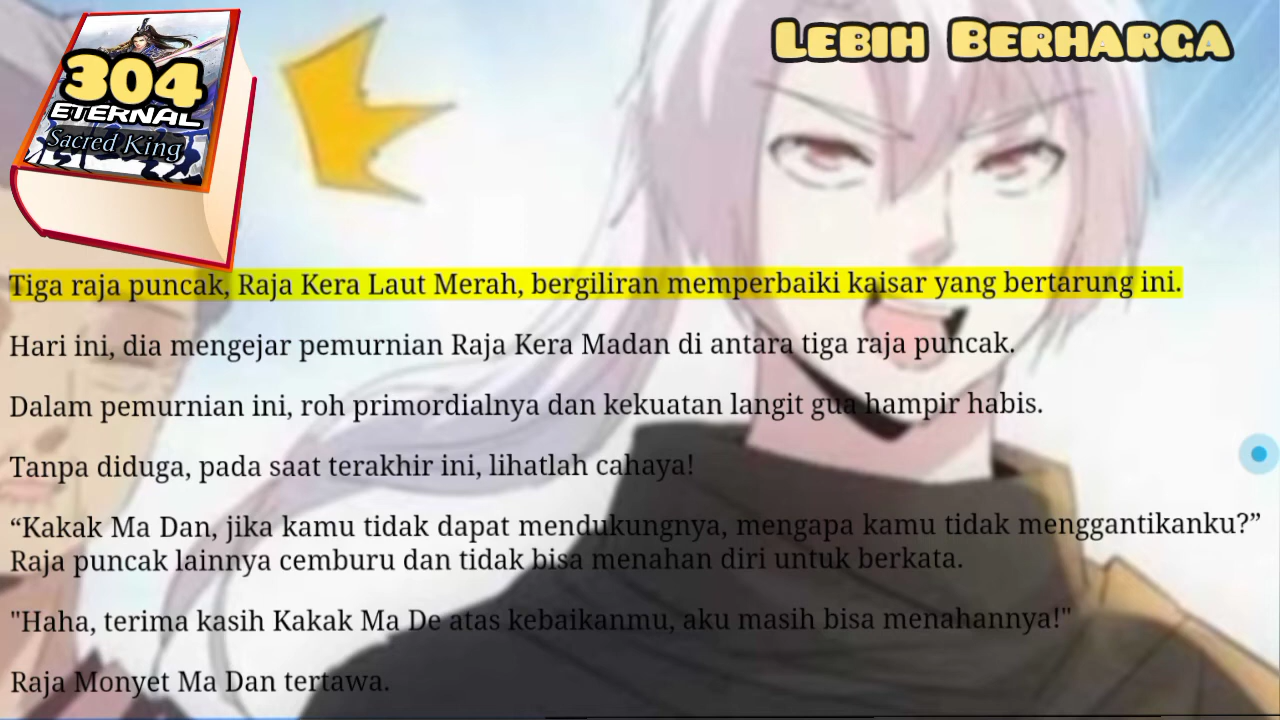 304
ETERNAL
Sacred King
LEBIH BERHARGA
Tiga raja puncak, Raja Kera Laut Merah, bergiliran memperbaiki kaisar yang bertarung ini.
Hari ini, dia mengejar pemurnian Raja Kera Madan di antara tiga raja puncak.
Dalam pemurnian ini, roh primordialnya dan kekuatan langit gua hampir habis.
Tanpa diduga, pada saat terakhir ini, lihatlah cahaya!
“Kakak Ma Dan, jika kamu tidak dapat mendukungnya, mengapa kamu tidak menggantikanku?”
Raja puncak lainnya cemburu dan tidak bisa menahan diri untuk berkata.
"Haha, terima kasih Kakak Ma De atas kebaikanmu, aku masih bisa menahannya!"
Raja Monyet Ma Dan tertawa.